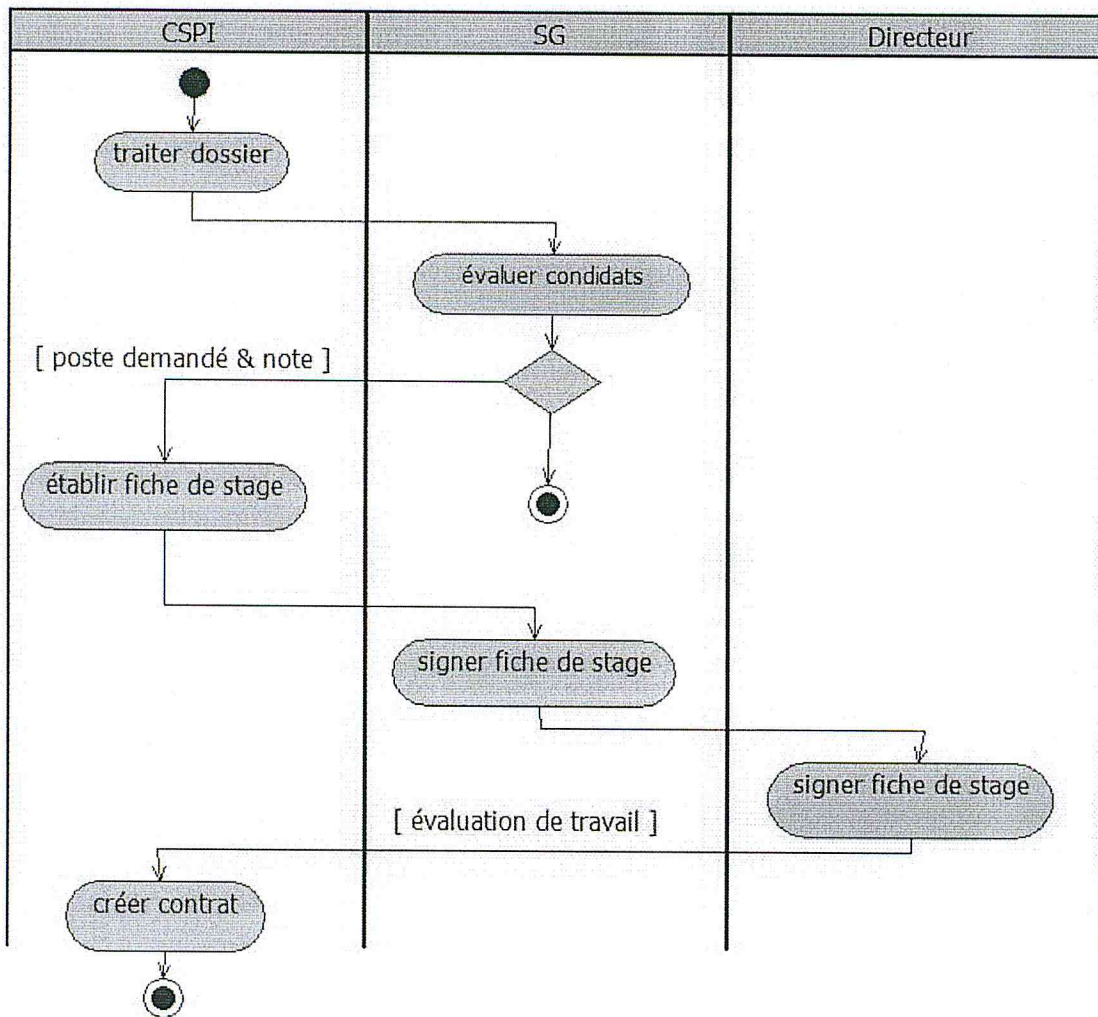 CSPI
SG
Directeur
traiter dossier
évaluer condidats
[ poste demandé & note ]
établir fiche de stage
signer fiche de stage
signer fiche de stage
[ évaluation de travail ]
créer contrat